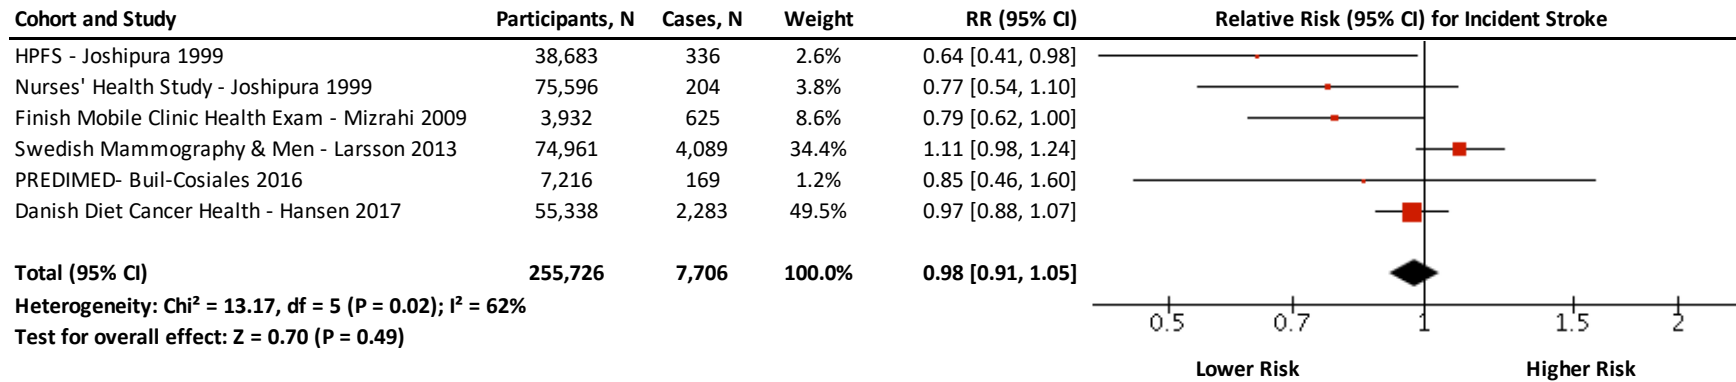 Cohort and Study Participants, N Cases, N Weight RR (95% CI) Relative Risk (95% CI) for Incident Stroke
HPFS - Joshipura 1999 38,683 336 2.6% 0.64 [0.41, 0.98]
Nurses' Health Study - Joshipura 1999 75,596 204 3.8% 0.77 [0.54, 1.10]
Finish Mobile Clinic Health Exam - Mizrahi 2009 3,932 625 8.6% 0.79 [0.62, 1.00]
Swedish Mammography & Men - Larsson 2013 74,961 4,089 34.4% 1.11 [0.98, 1.24]
PREDIMED- Buil-Cosiales 2016 7,216 169 1.2% 0.85 [0.46, 1.60]
Danish Diet Cancer Health - Hansen 2017 55,338 2,283 49.5% 0.97 [0.88, 1.07]
Total (95% CI) 255,726 7,706 100.0% 0.98 [0.91, 1.05]
Heterogeneity: Chi² = 13.17, df = 5 (P = 0.02); I² = 62%
0.5 0.7 1 1.5 2
Test for overall effect: Z = 0.70 (P = 0.49)
Lower Risk Higher Risk